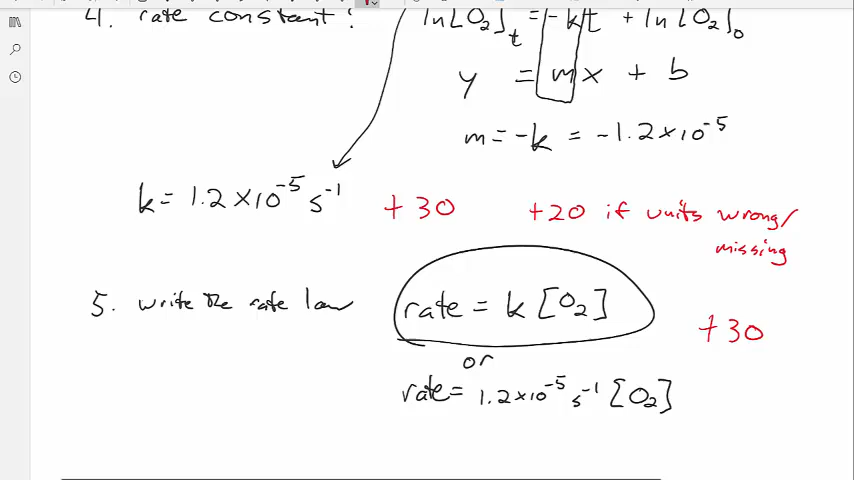 4. rate constant?
ln[O₂]ₜ = -kt + ln[O₂]₀
y = mx + b
m = -k = -1.2×10⁻⁵
k = 1.2×10⁻⁵ s⁻¹ +30 +20 if units wrong/
missing
5. write the rate law rate = k[O₂]
+30
or
rate = 1.2×10⁻⁵ s⁻¹ [O₂]